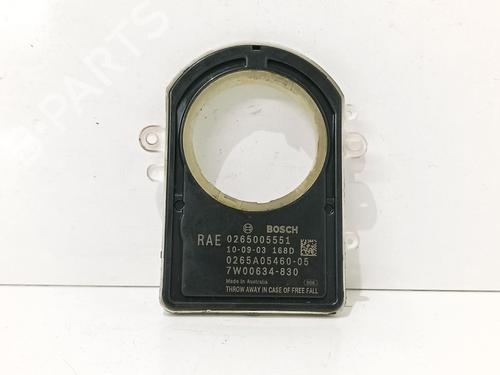 B-PARTS
BOSCH
RAE 0265005551
10-09-03 168D
0265A05460-05
7W00634-830
Made in Australia
THROW AWAY IN CASE OF FREE FALL